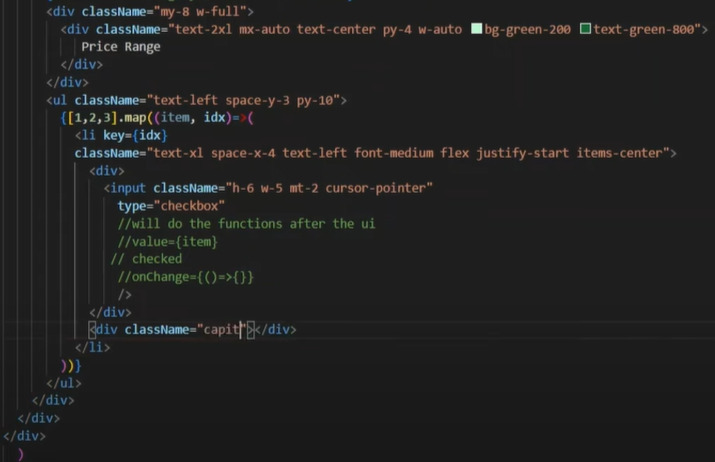 <div className="my-8 w-full">
<div className="text-2xl mx-auto text-center py-4 w-auto bg-green-200 text-green-800">
Price Range
</div>
</div>
<ul className="text-left space-y-3 py-10">
{[1,2,3].map((item, idx)=>(
<li key={idx}
className="text-xl space-x-4 text-left font-medium flex justify-start items-center">
<div>
<input className="h-6 w-5 mt-2 cursor-pointer"
type="checkbox"
//will do the functions after the ui
//value={item}
// checked
//onChange={()=>{}}
/>
</div>
<div className="capit"></div>
</li>
))}
</ul>
</div>
</div>
</div>
)